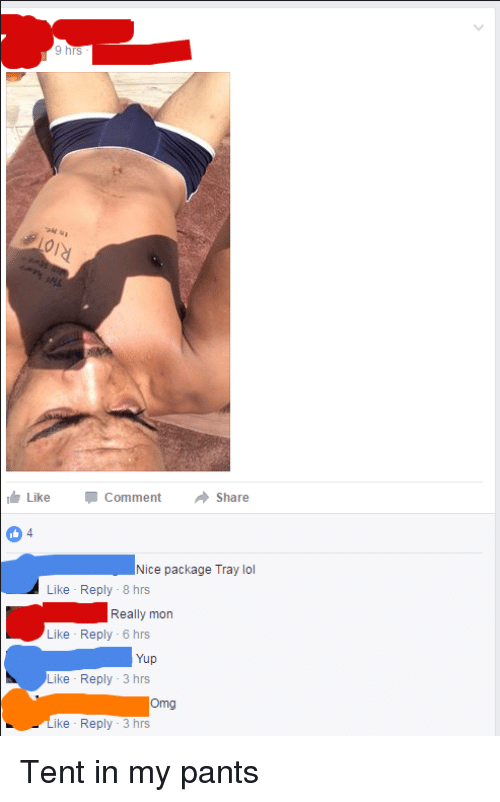 9 hrs
RIOT
Like Comment Share
4
Nice package Tray lol
Like · Reply · 8 hrs
Really mon
Like · Reply · 6 hrs
Yup
Like · Reply · 3 hrs
Omg
Like · Reply · 3 hrs
Tent in my pants